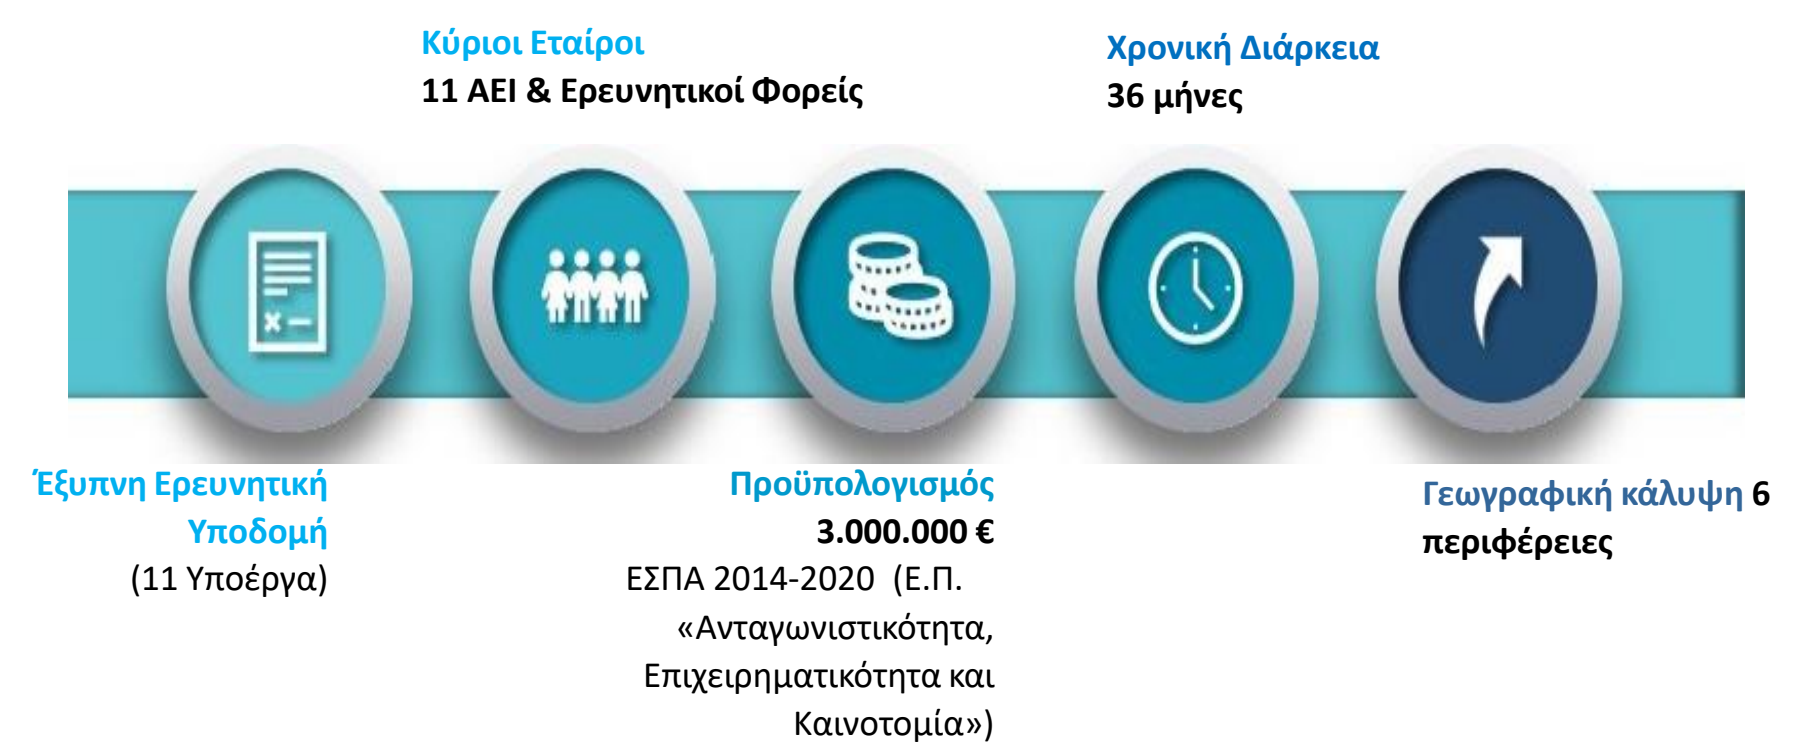 Κύριοι Εταίροι
11 ΑΕΙ & Ερευνητικοί Φορείς
Χρονική Διάρκεια
36 μήνες
Έξυπνη Ερευνητική
Υποδομή
(11 Υποέργα)
Προϋπολογισμός
3.000.000 €
ΕΣΠΑ 2014-2020 (Ε.Π.
«Ανταγωνιστικότητα,
Επιχειρηματικότητα και
Καινοτομία»)
Γεωγραφική κάλυψη 6
περιφέρειες